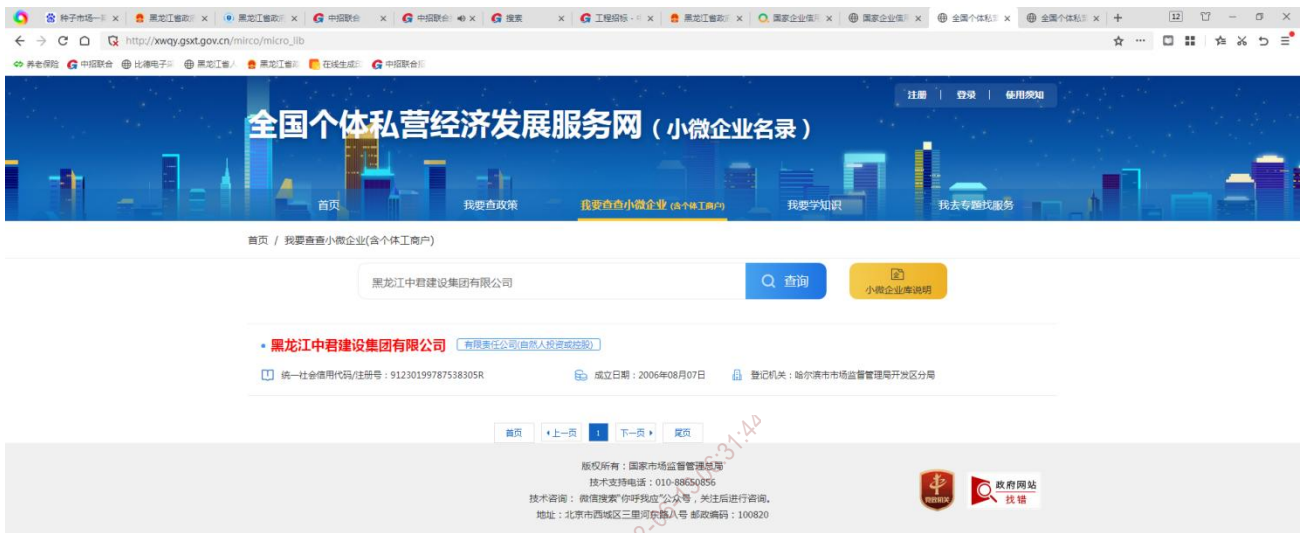 种子市场一 黑龙江省政 黑龙江省政 中招联合 中招联合 搜索 工程招标 黑龙江省政 国家企业信用 国家企业信用 全国个体私营 全国个体私营 12
http://xwqy.gsxt.gov.cn/mirco/micro_lib
养老保险 中招联合 比德电子 黑龙江省 黑龙江省政 在线生成 中招联合
注册 | 登录 | 使用须知
全国个体私营经济发展服务网(小微企业名录)
首页 我要查政策 我要查查小微企业(含个体工商户) 我要学知识 我去专题找服务
首页 / 我要查查小微企业(含个体工商户)
黑龙江中君建设集团有限公司 查询
小微企业库说明
黑龙江中君建设集团有限公司 有限责任公司(自然人投资或控股)
统一社会信用代码/注册号:91230199787538305R 成立日期:2006年08月07日 登记机关:哈尔滨市市场监督管理局开发区分局
首页 上一页 1 下一页 尾页
版权所有:国家市场监督管理总局
技术支持电话:010-88650856
技术咨询: 微信搜索"你呼我应"公众号,关注后进行咨询。
地址:北京市西城区三里河东路八号 邮政编码:100820
党政机关
政府网站
找错